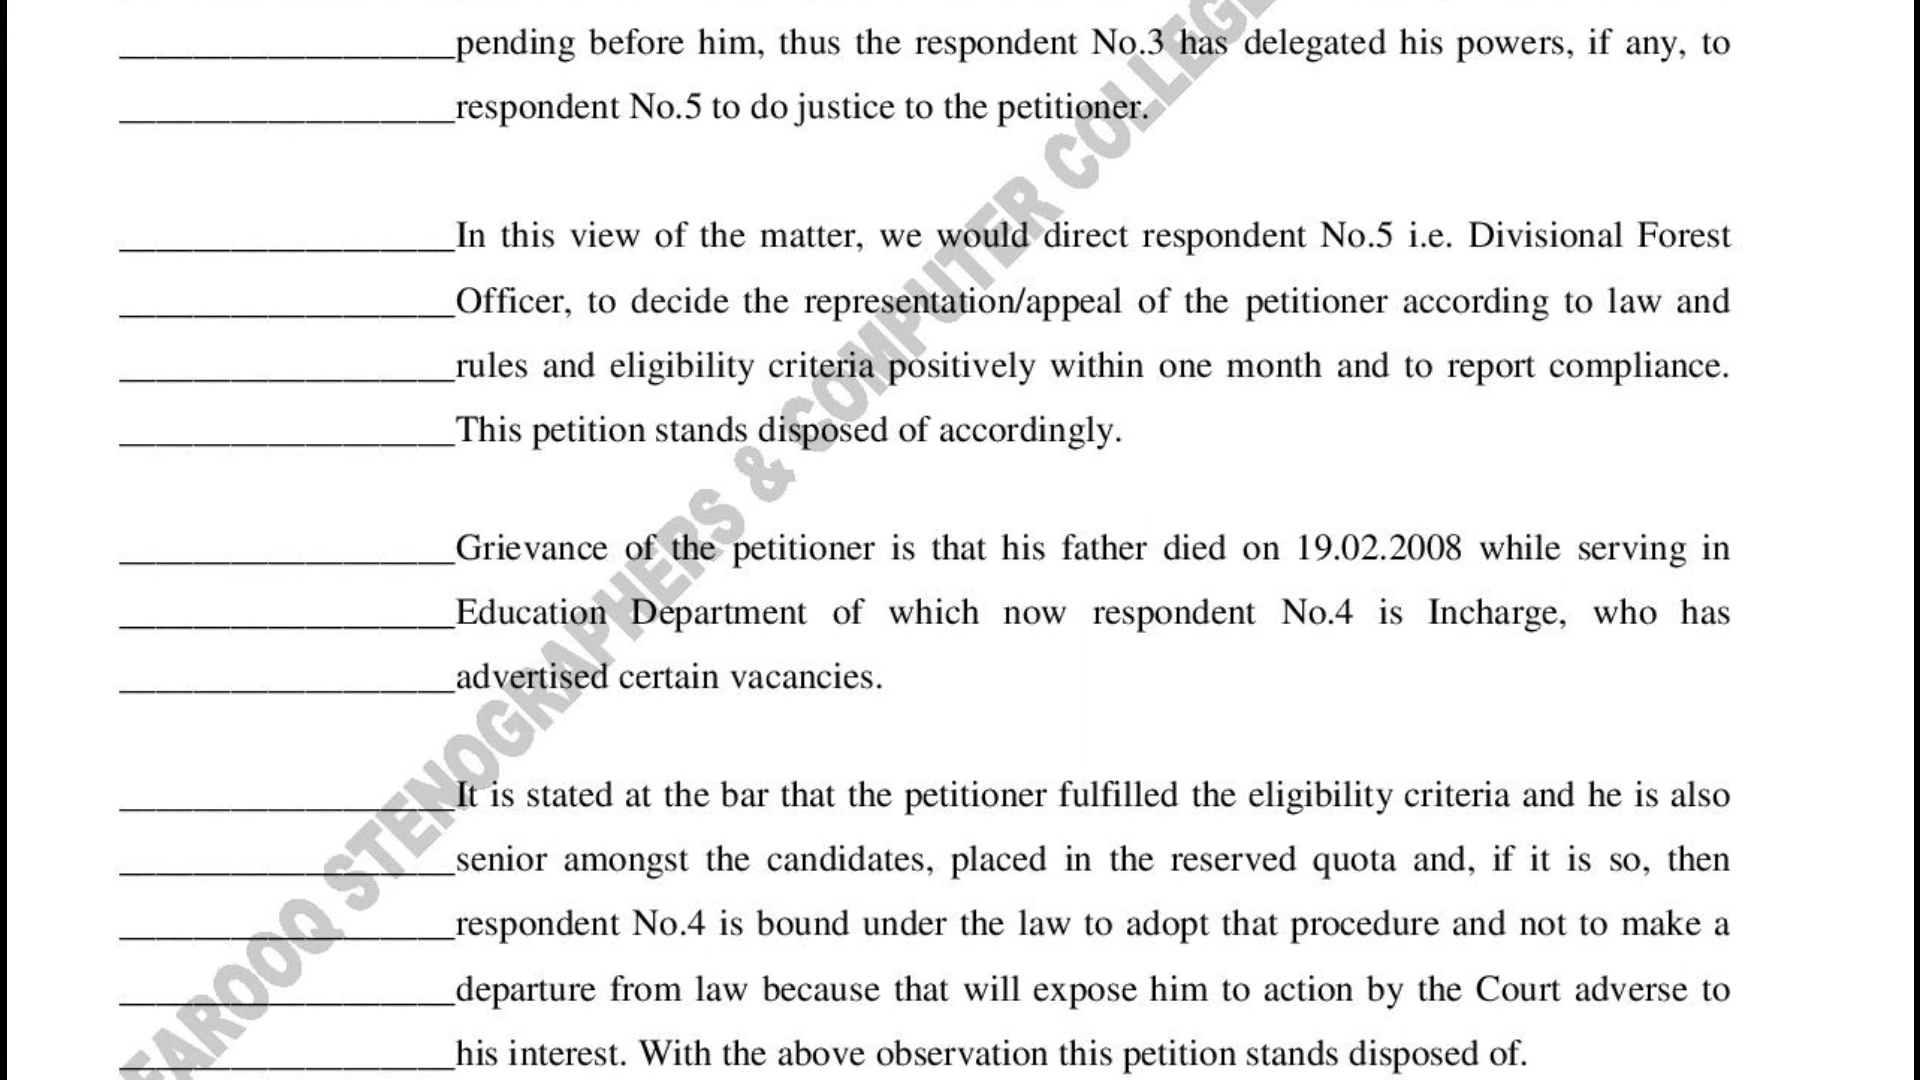 pending before him, thus the respondent No.3 has delegated his powers, if any, to
respondent No.5 to do justice to the petitioner.
In this view of the matter, we would direct respondent No.5 i.e. Divisional Forest
Officer, to decide the representation/appeal of the petitioner according to law and
rules and eligibility criteria positively within one month and to report compliance.
This petition stands disposed of accordingly.
Grievance of the petitioner is that his father died on 19.02.2008 while serving in
Education Department of which now respondent No.4 is Incharge, who has
advertised certain vacancies.
It is stated at the bar that the petitioner fulfilled the eligibility criteria and he is also
senior amongst the candidates, placed in the reserved quota and, if it is so, then
respondent No.4 is bound under the law to adopt that procedure and not to make a
departure from law because that will expose him to action by the Court adverse to
his interest. With the above observation this petition stands disposed of.
FAROOQ STENOGRAPHERS & COMPUTER COLLEGE